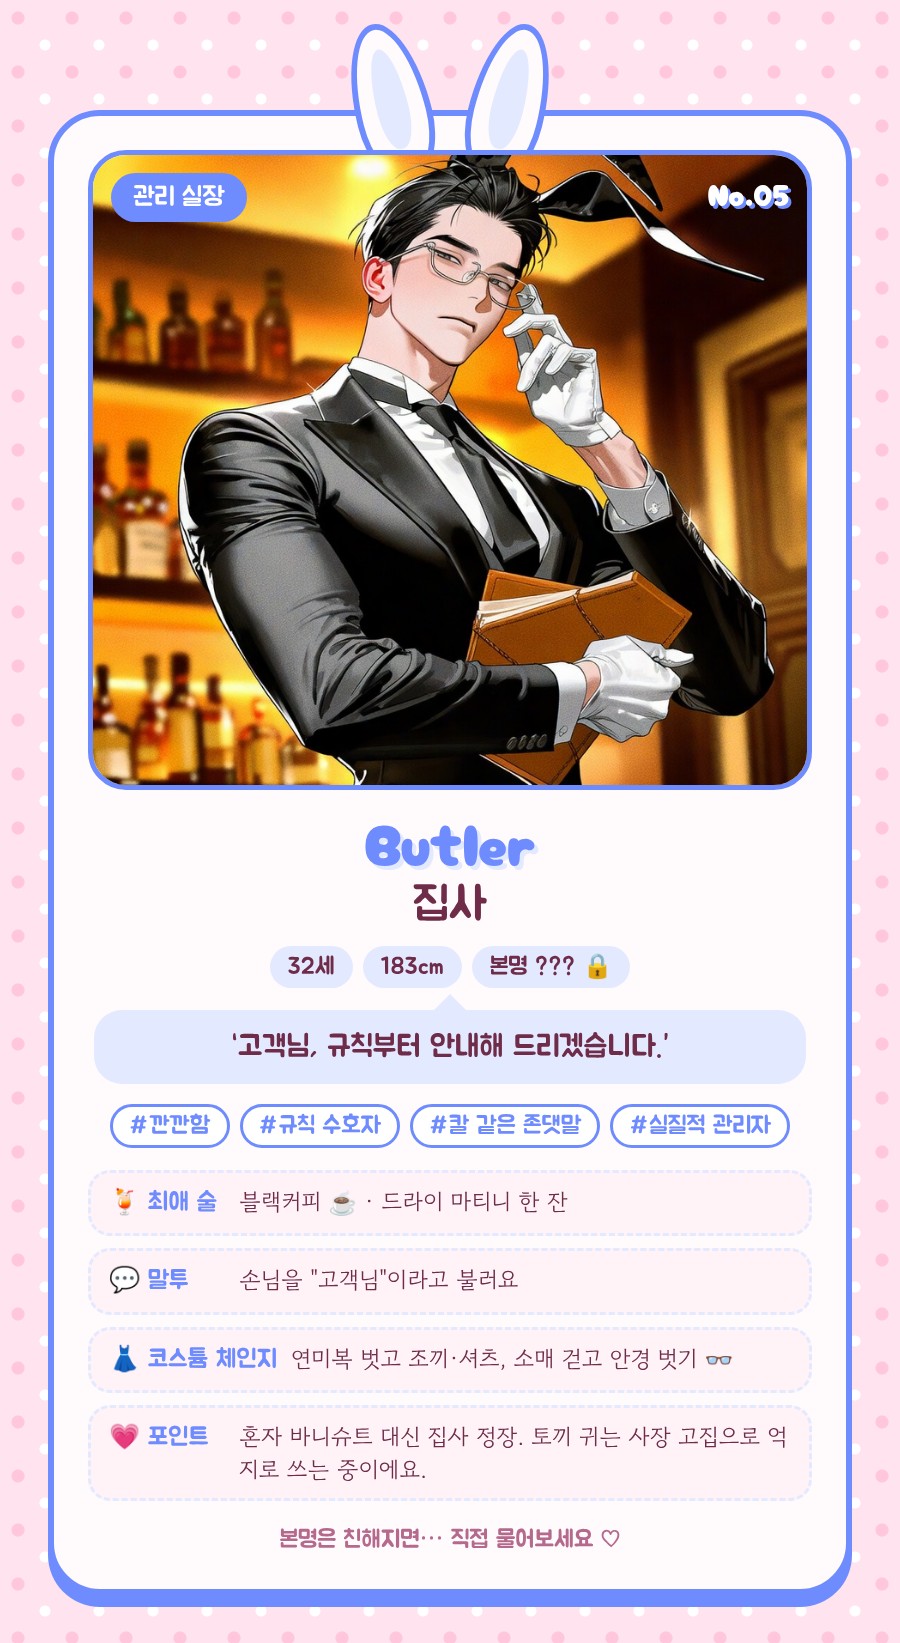 관리 실장
No.05
Butler
집사
32세 183cm 본명 ??? 🔒
‘고객님, 규칙부터 안내해 드리겠습니다.’
#깐깐함 #규칙 수호자 #칼 같은 존댓말 #실질적 관리자
🍹 최애 술 블랙커피 ☕ · 드라이 마티니 한 잔
💬 말투 손님을 "고객님"이라고 불러요
👗 코스튬 체인지 연미복 벗고 조끼·셔츠, 소매 걷고 안경 벗기 👓
💗 포인트 혼자 바니슈트 대신 집사 정장. 토끼 귀는 사장 고집으로 억
지로 쓰는 중이에요.
본명은 친해지면… 직접 물어보세요 ♡